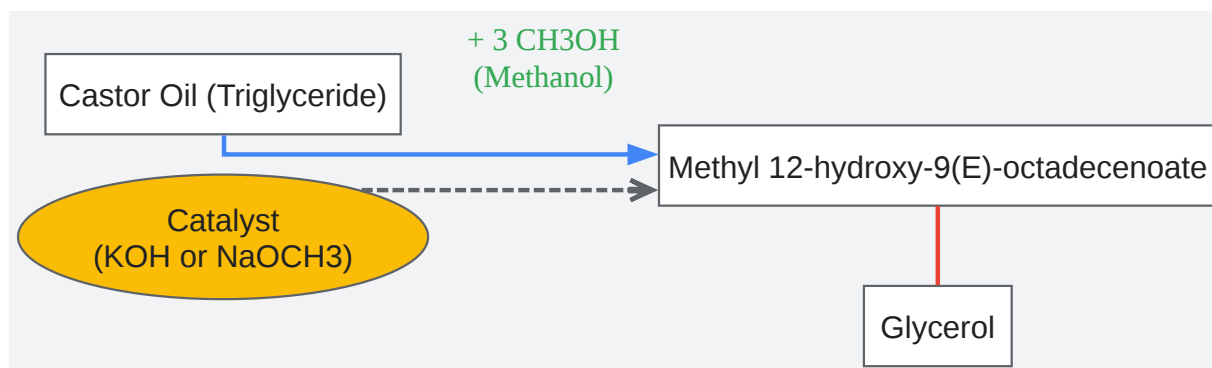 + 3 CH3OH
(Methanol)
Castor Oil (Triglyceride)
Methyl 12-hydroxy-9(E)-octadecenoate
Catalyst
(KOH or NaOCH3)
Glycerol